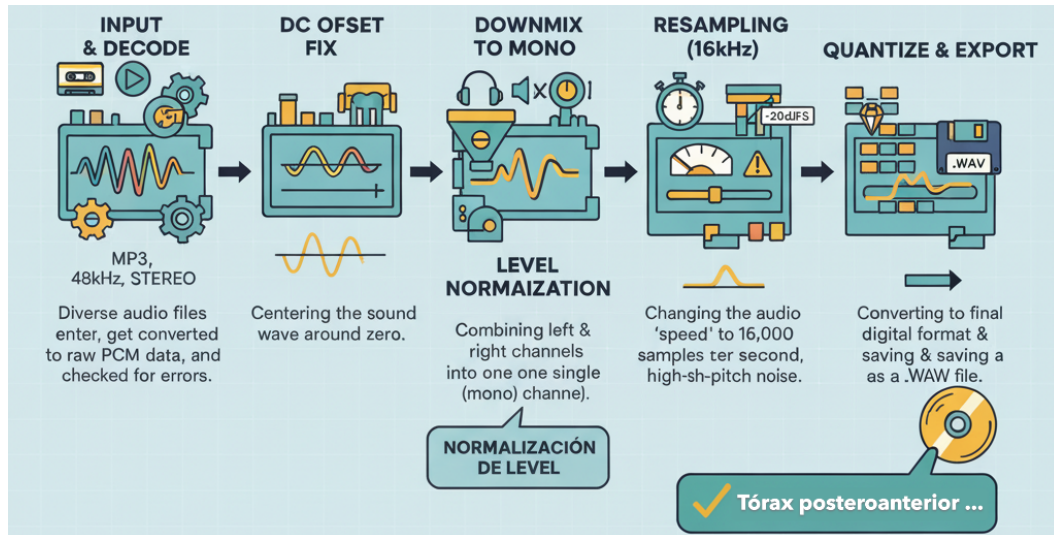 INPUT
& DECODE
MP3,
48kHz, STEREO
Diverse audio files
enter, get converted
to raw PCM data, and
checked for errors.
DC OFSET
FIX
Centering the sound
wave around zero.
DOWNMIX
TO MONO
LEVEL
NORMAIZATION
Combining left &
right channels
into one one single
(mono) channe).
NORMALIZACIÓN
DE LEVEL
RESAMPLING
(16kHz)
-20dJFS
Changing the audio
'speed' to 16,000
samples ter second,
high-sh-pitch noise.
QUANTIZE & EXPORT
.WAV
Converting to final
digital format &
saving & saving a
as a .WAW file.
Tórax posteroanterior ...